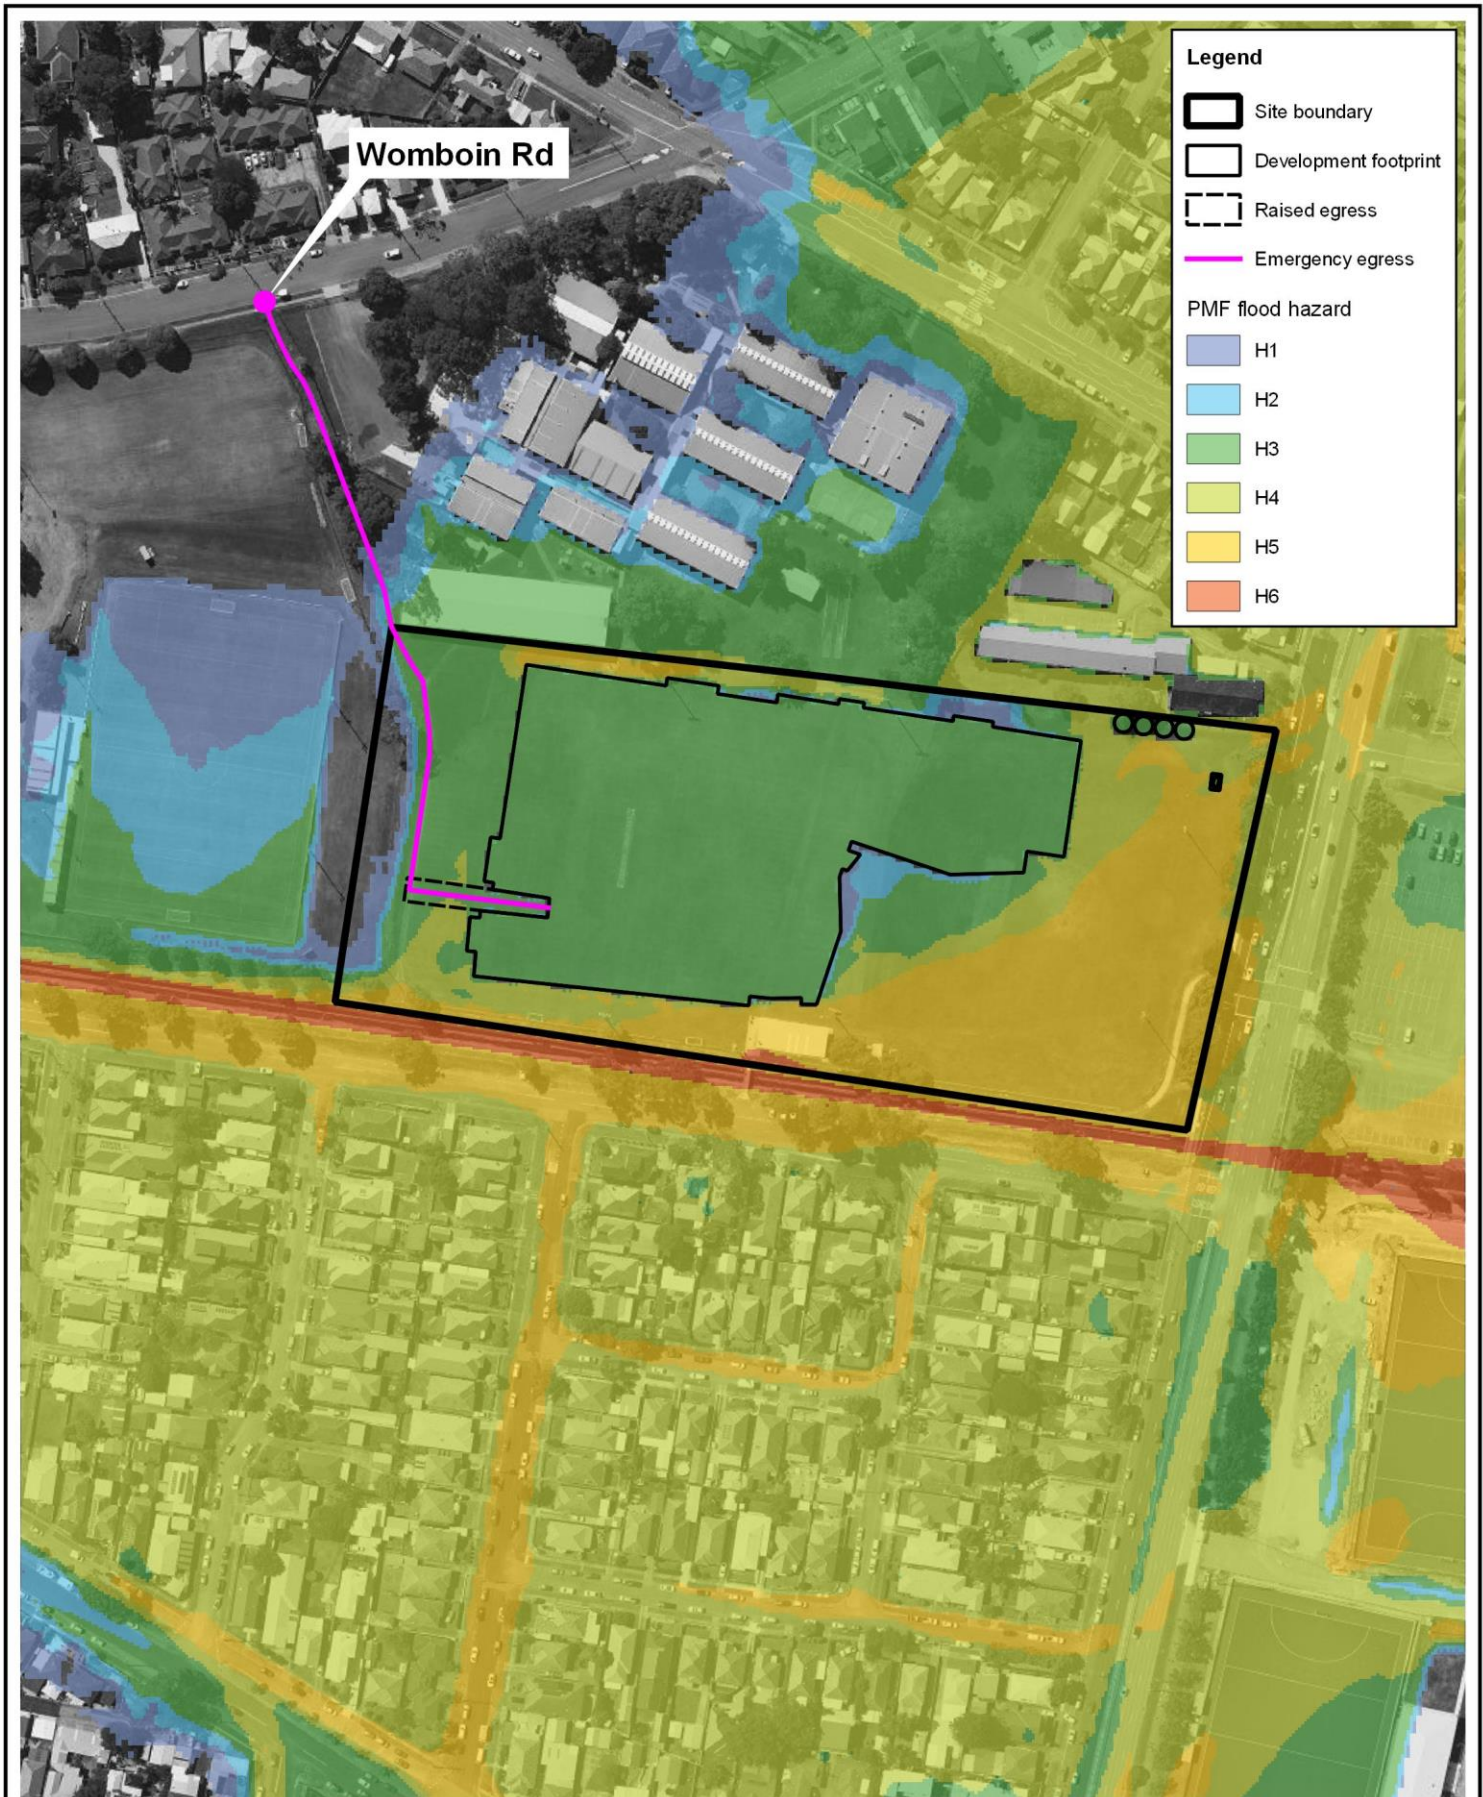 Womboin Rd
Legend
Site boundary
Development footprint
Raised egress
Emergency egress
PMF flood hazard
H1
H2
H3
H4
H5
H6